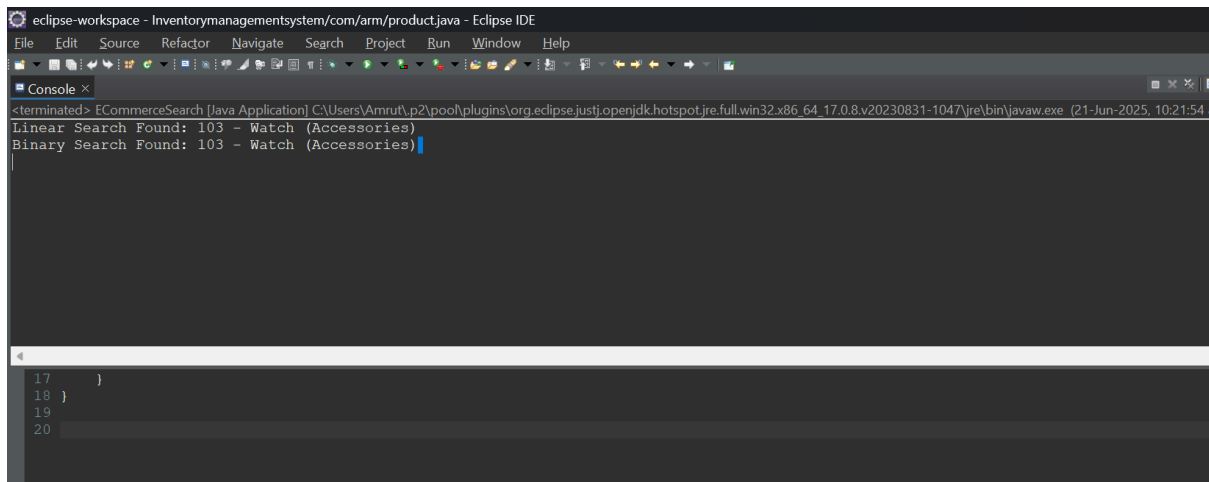 eclipse-workspace - Inventorymanagementsystem/com/arm/product.java - Eclipse IDE
File Edit Source Refactor Navigate Search Project Run Window Help
Console ×
<terminated> ECommerceSearch [Java Application] C:\Users\Amrut\.p2\pool\plugins\org.eclipse.justj.openjdk.hotspot.jre.full.win32.x86_64_17.0.8.v20230831-1047\jre\bin\javaw.exe (21-Jun-2025, 10:21:54
Linear Search Found: 103 - Watch (Accessories)
Binary Search Found: 103 - Watch (Accessories)
17 }
18 }
19
20